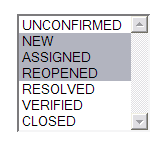 UNCONFIRMED
NEW
ASSIGNED
REOPENED
RESOLVED
VERIFIED
CLOSED